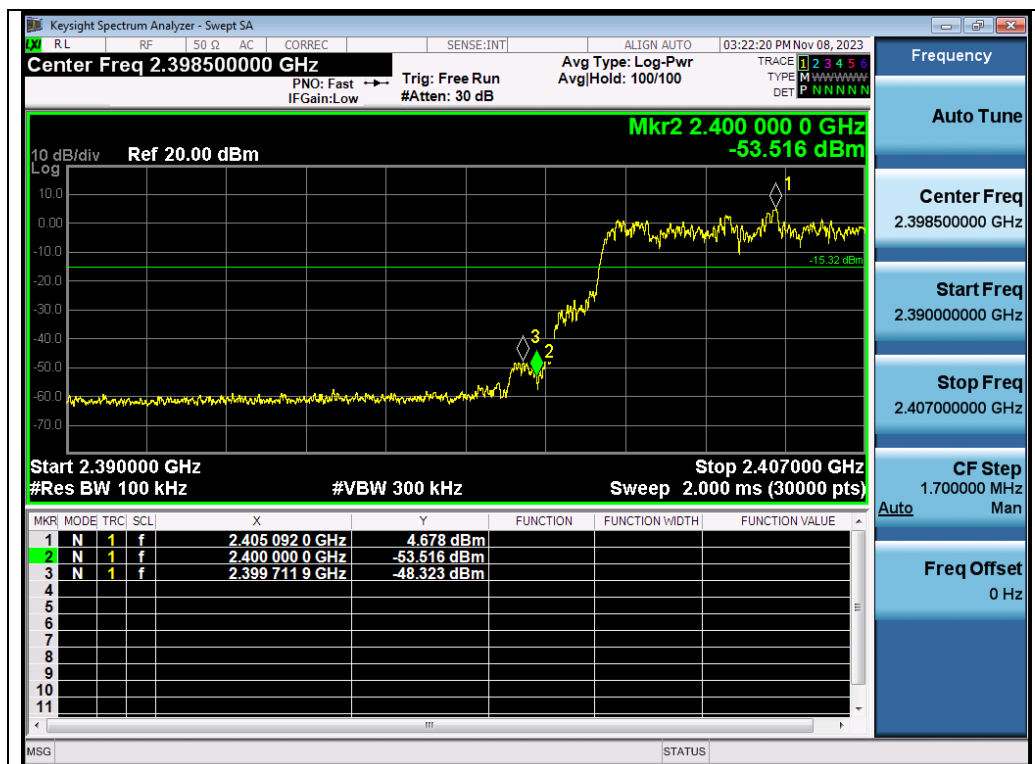 Keysight Spectrum Analyzer - Swept SA
LXI RL RF 50 Ω AC CORREC SENSE:INT ALIGN AUTO 03:22:20 PM Nov 08, 2023
Center Freq 2.398500000 GHz
PNO: Fast
IFGain:Low
Trig: Free Run
#Atten: 30 dB
Avg Type: Log-Pwr
Avg|Hold: 100/100
TRACE 1 2 3 4 5 6
TYPE M WWWWW
DET P N N N N N
Mkr2 2.400 000 0 GHz
-53.516 dBm
10 dB/div Ref 20.00 dBm
Log
10.0
0.00
-10.0
-20.0
-30.0
-40.0
-50.0
-60.0
-70.0
1
-15.32 dBm
3
2
Start 2.390000 GHz Stop 2.407000 GHz
#Res BW 100 kHz #VBW 300 kHz Sweep 2.000 ms (30000 pts)
MKR MODE TRC SCL X Y FUNCTION FUNCTION WIDTH FUNCTION VALUE
1 N 1 f 2.405 092 0 GHz 4.678 dBm
2 N 1 f 2.400 000 0 GHz -53.516 dBm
3 N 1 f 2.399 711 9 GHz -48.323 dBm
4
5
6
7
8
9
10
11
MSG STATUS
Frequency
Auto Tune
Center Freq
2.398500000 GHz
Start Freq
2.390000000 GHz
Stop Freq
2.407000000 GHz
CF Step
1.700000 MHz
Auto Man
Freq Offset
0 Hz